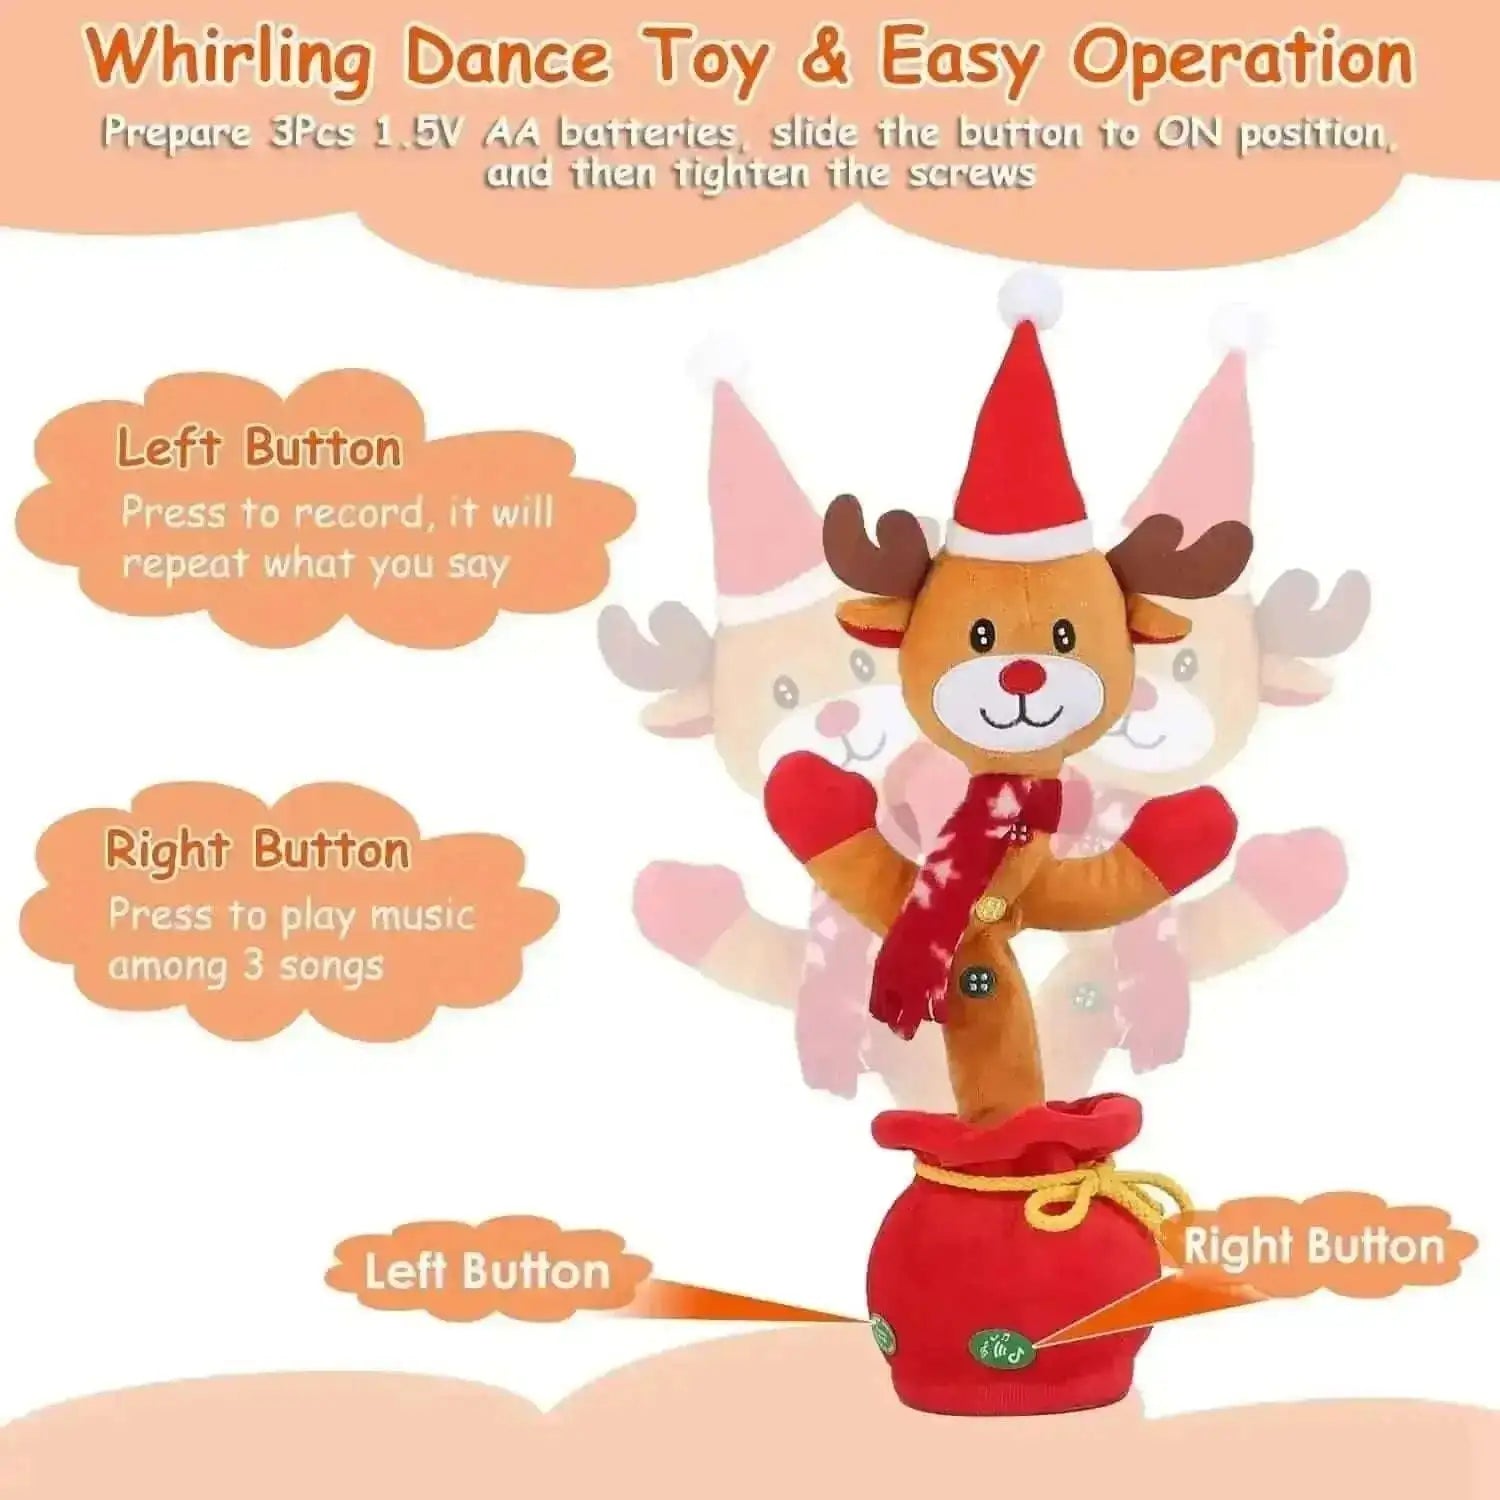 Whirling Dance Toy & Easy Operation
Prepare 3Pcs 1.5V AA batteries, slide the button to ON position,
and then tighten the screws
Left Button
Press to record, it will
repeat what you say
Right Button
Press to play music
among 3 songs
Left Button
Right Button